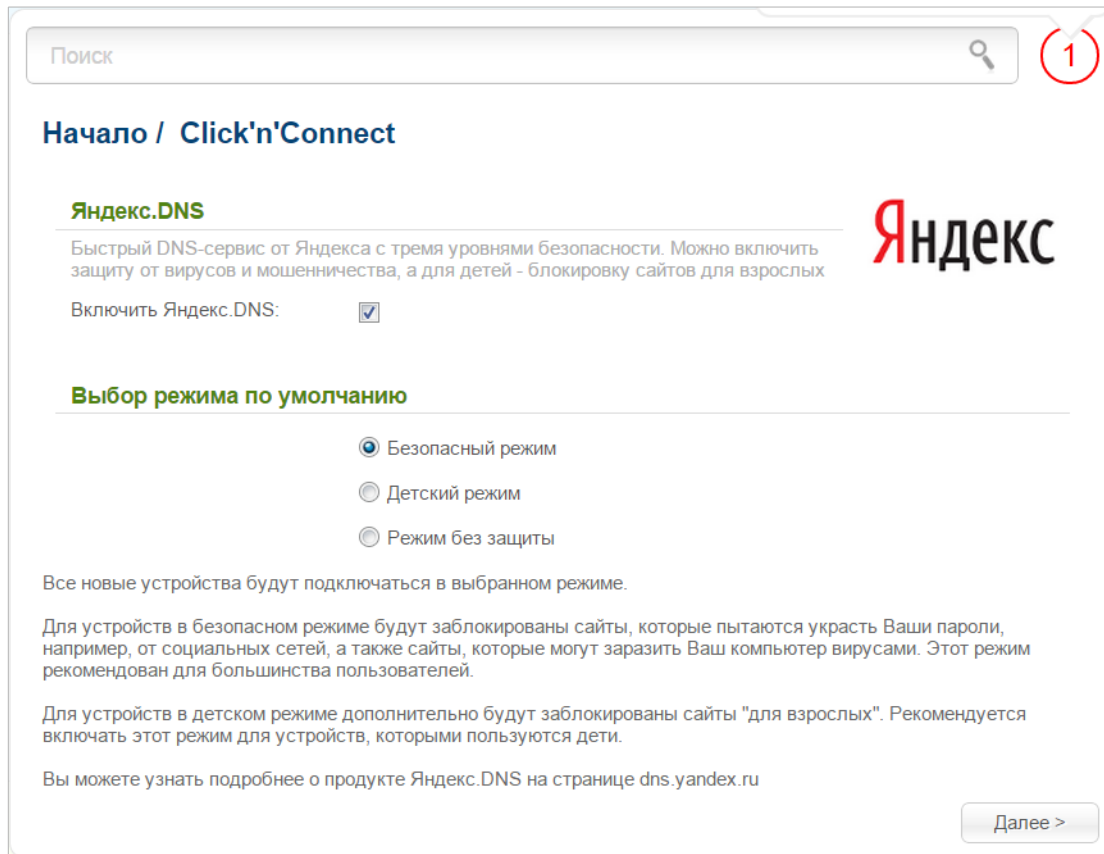 Поиск
1
Начало / Click'n'Connect
Яндекс.DNS
Яндекс
Быстрый DNS-сервис от Яндекса с тремя уровнями безопасности. Можно включить
защиту от вирусов и мошенничества, а для детей - блокировку сайтов для взрослых
Включить Яндекс.DNS:
Выбор режима по умолчанию
Безопасный режим
Детский режим
Режим без защиты
Все новые устройства будут подключаться в выбранном режиме.
Для устройств в безопасном режиме будут заблокированы сайты, которые пытаются украсть Ваши пароли,
например, от социальных сетей, а также сайты, которые могут заразить Ваш компьютер вирусами. Этот режим
рекомендован для большинства пользователей.
Для устройств в детском режиме дополнительно будут заблокированы сайты "для взрослых". Рекомендуется
включать этот режим для устройств, которыми пользуются дети.
Вы можете узнать подробнее о продукте Яндекс.DNS на странице dns.yandex.ru
Далее >